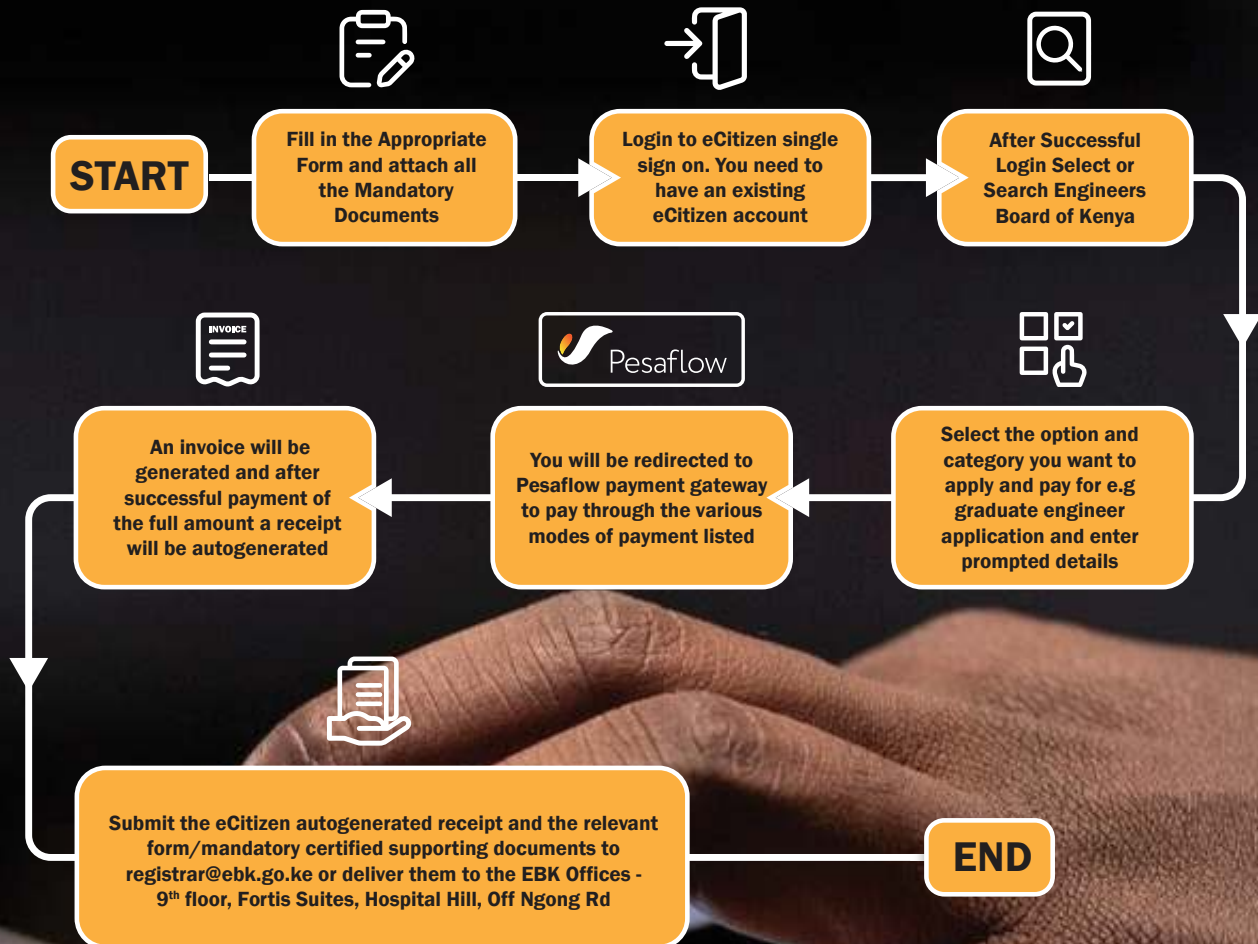 START
Fill in the Appropriate
Form and attach all
the Mandatory
Documents
Login to eCitizen single
sign on. You need to
have an existing
eCitizen account
After Successful
Login Select or
Search Engineers
Board of Kenya
Select the option and
category you want to
apply and pay for e.g
graduate engineer
application and enter
prompted details
Pesaflow
You will be redirected to
Pesaflow payment gateway
to pay through the various
modes of payment listed
INVOICE
An invoice will be
generated and after
successful payment of
the full amount a receipt
will be autogenerated
Submit the eCitizen autogenerated receipt and the relevant
form/mandatory certified supporting documents to
registrar@ebk.go.ke or deliver them to the EBK Offices -
9th floor, Fortis Suites, Hospital Hill, Off Ngong Rd
END